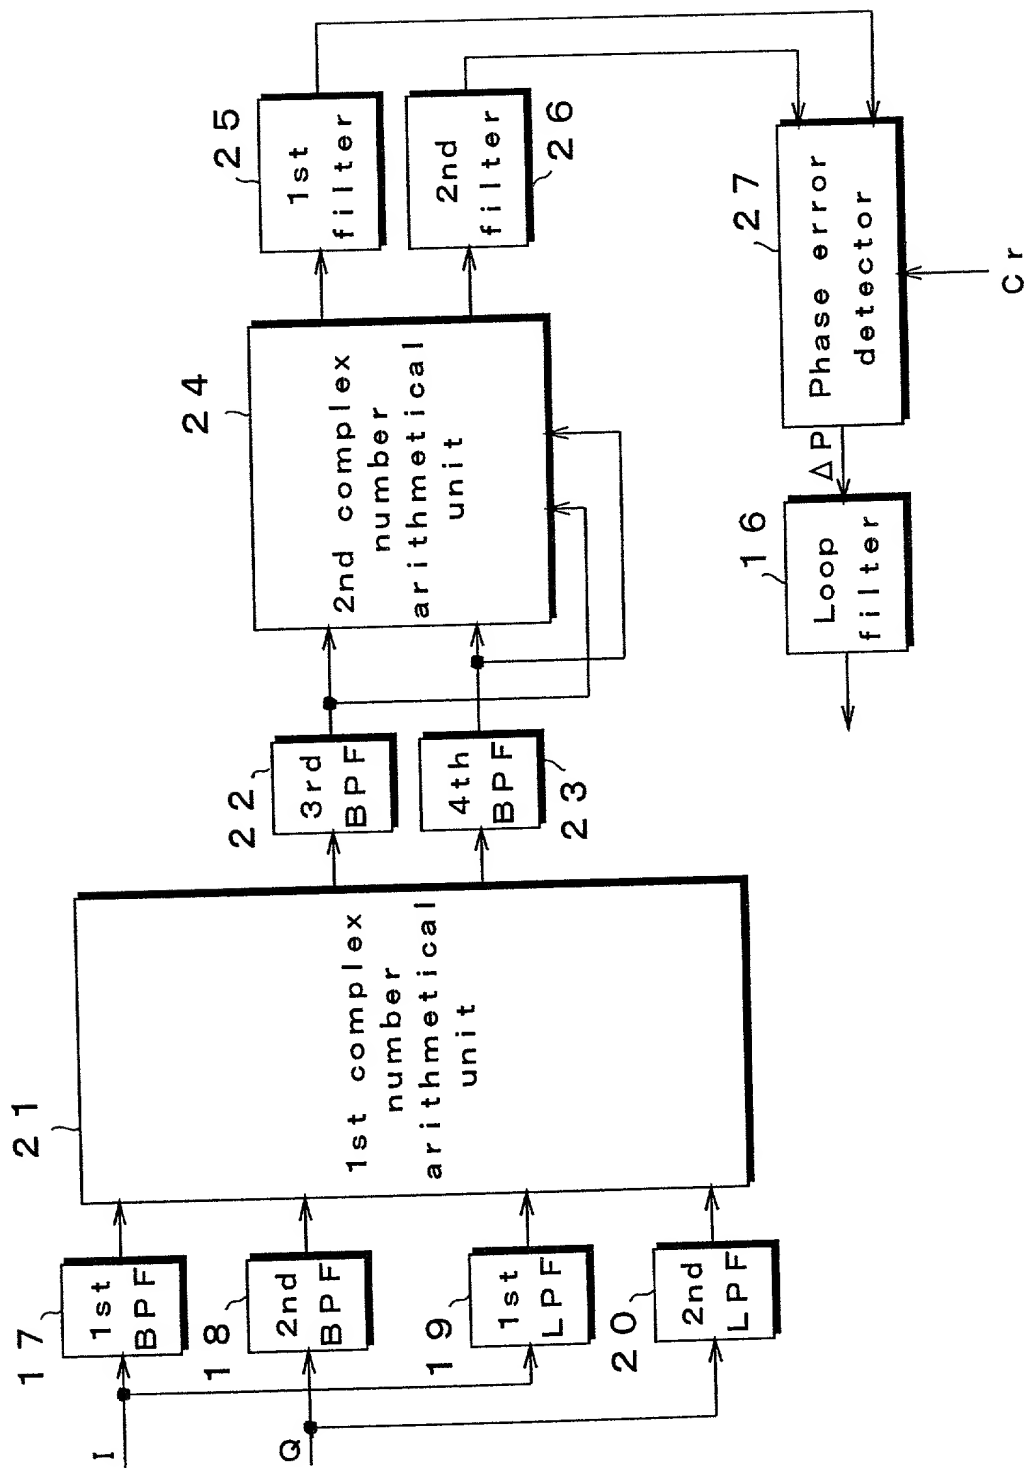 I
Q
17
1st
BPF
18
2nd
BPF
19
1st
LPF
20
2nd
LPF
21
1st complex
number
arithmetical
unit
22
3rd
BPF
23
4th
BPF
24
2nd complex
number
arithmetical
unit
25
1st
filter
26
2nd
filter
27
Phase error
detector
Cr
ΔP
16
Loop
filter